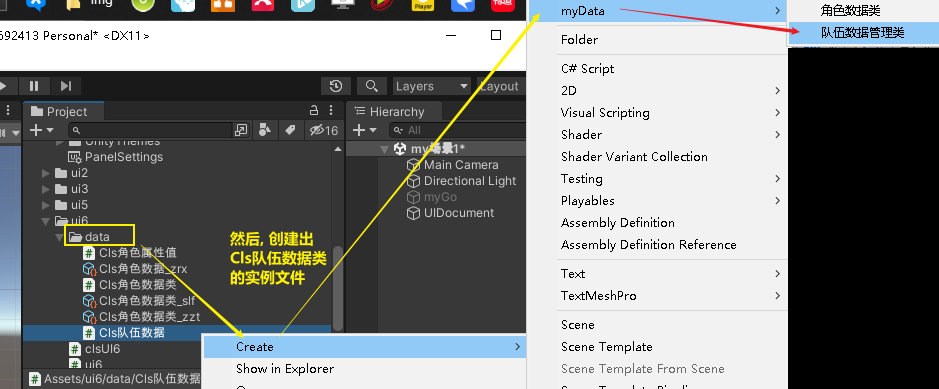 big
Player
692413 Personal* <DX11>
Layers
Layout
Project
16
UnityThemes
PanelSettings
ui2
ui3
ui5
ui6
data
Cls角色属性值
Cls角色数据_zrx
Cls角色数据类
Cls角色数据类_slf
Cls角色数据类_zzt
Cls队伍数据
clsUI6
ui6
Assets/ui6/data/Cls队伍数据
Hierarchy
All
my场景1*
Main Camera
Directional Light
myGo
UIDocument
然后, 创建出
Cls队伍数据类
的实例文件
Create
Show in Explorer
myData
Folder
C# Script
2D
Visual Scripting
Shader
Shader Variant Collection
Testing
Playables
Assembly Definition
Assembly Definition Reference
Text
TextMeshPro
Scene
Scene Template
Scene Template From Scene
角色数据类
队伍数据管理类